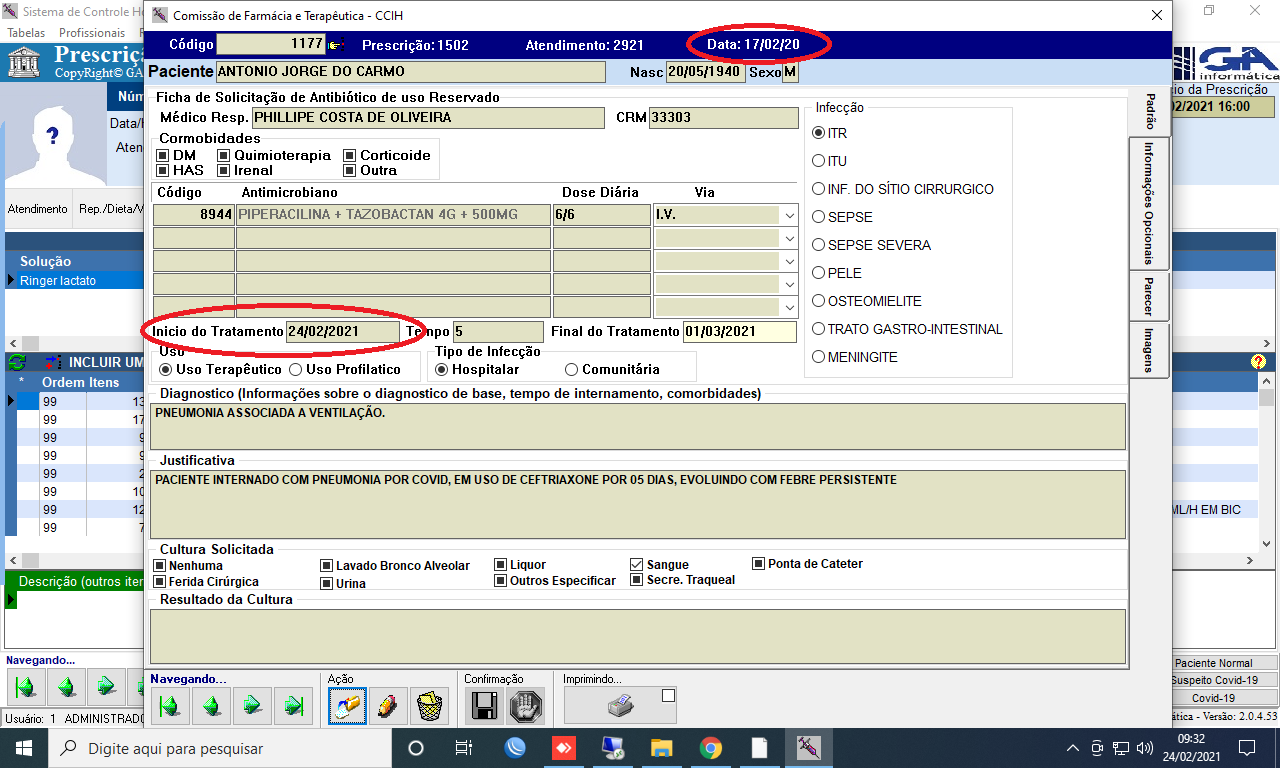 Sistema de Controle Ho
Tabelas Profissionais
Prescriç
CopyRight© GA
Núm
Data/H
Aten
Atendimento Rep./Dieta/V
Solução
Ringer lactato
INCLUIR UM
* Ordem Itens
99 13
99 17
99 9
99 9
99 2
99 10
99 12
99 7
Descrição (outros iter
Navegando...
Usuário: 1 ADMINISTRADO
Comissão de Farmácia e Terapêutica - CCIH
Código 1177 Prescrição: 1502 Atendimento: 2921 Data: 17/02/20
Paciente ANTONIO JORGE DO CARMO Nasc 20/05/1940 Sexo M
Ficha de Solicitação de Antibiótico de uso Reservado
Médico Resp. PHILLIPE COSTA DE OLIVEIRA CRM 33303
Cormobidades
DM Quimioterapia Corticoide
HAS Irenal Outra
Código Antimicrobiano Dose Diária Via
8944 PIPERACILINA + TAZOBACTAN 4G + 500MG 6/6 I.V.
Inicio do Tratamento 24/02/2021 Tempo 5 Final do Tratamento 01/03/2021
Uso
Uso Terapêutico Uso Profilatico
Tipo de Infecção
Hospitalar Comunitária
Infecção
ITR
ITU
INF. DO SÍTIO CIRRURGICO
SEPSE
SEPSE SEVERA
PELE
OSTEOMIELITE
TRATO GASTRO-INTESTINAL
MENINGITE
Padrão
Informações Opcionais
Parecer
Imagens
Diagnostico (Informações sobre o diagnostico de base, tempo de internamento, comorbidades)
PNEUMONIA ASSOCIADA A VENTILAÇÃO.
Justificativa
PACIENTE INTERNADO COM PNEUMONIA POR COVID, EM USO DE CEFTRIAXONE POR 05 DIAS, EVOLUINDO COM FEBRE PERSISTENTE
Cultura Solicitada
Nenhuma Lavado Bronco Alveolar Liquor Sangue Ponta de Cateter
Ferida Cirúrgica Urina Outros Especificar Secre. Traqueal
Resultado da Cultura
Navegando... Ação Confirmação Imprimindo...
GA
informática
io da Prescrição
02/2021 16:00
ML/H EM BIC
Paciente Normal
Suspeito Covid-19
Covid-19
ática - Versão: 2.0.4.53
Digite aqui para pesquisar
09:32
24/02/2021